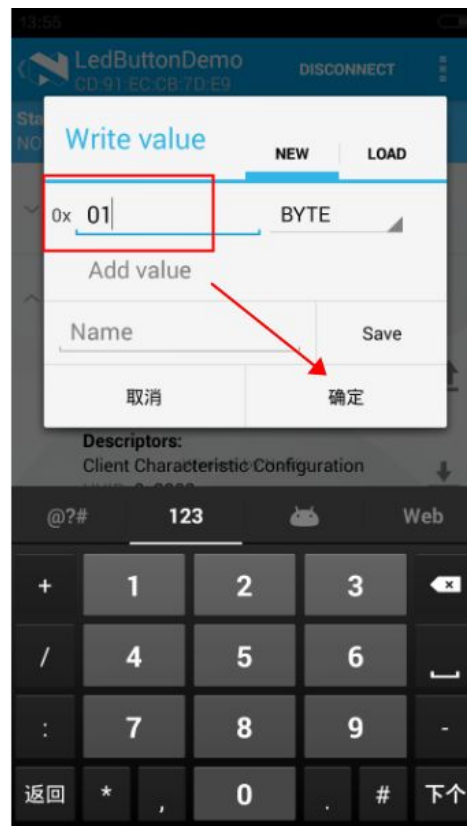 13:55
LedButtonDemo
CD:91:EC:CB:7D:E9
DISCONNECT
Sta
NO
Write value
NEW
LOAD
0x 01
BYTE
Add value
Name
Save
取消
确定
Descriptors:
Client Characteristic Configuration
@?#
123
Web
+
1
2
3
/
4
5
6
:
7
8
9
-
返回
*
,
0
.
#
下个